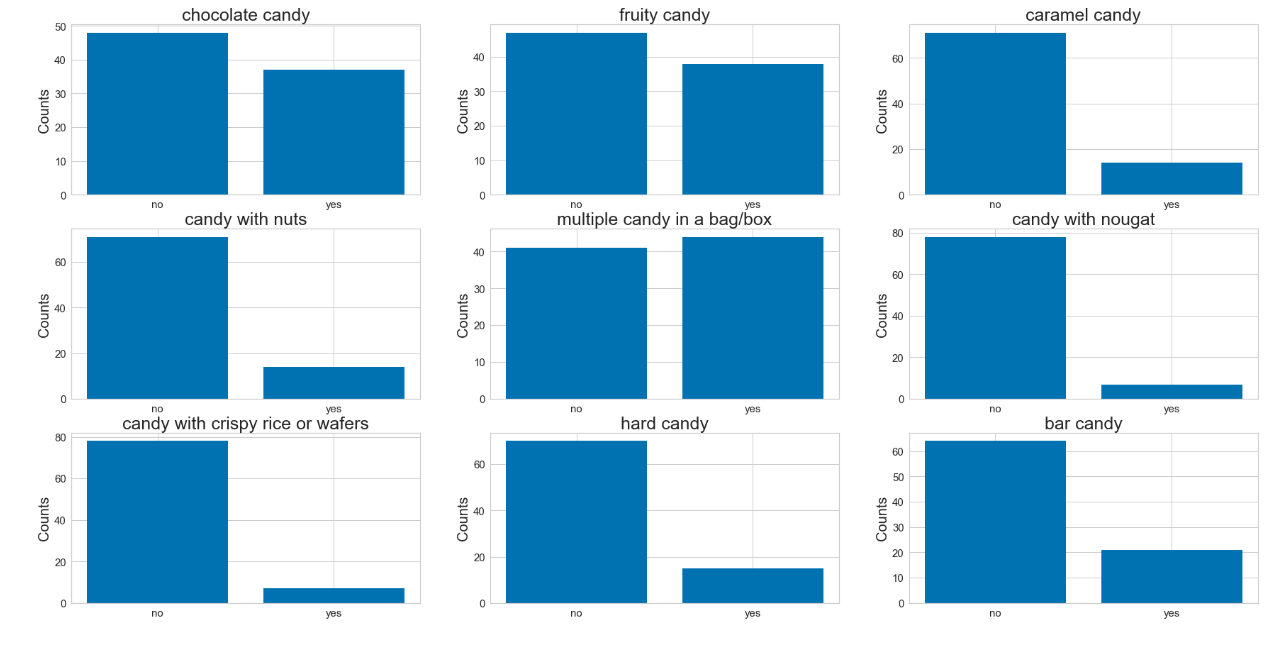 chocolate candy
Counts
50
40
30
20
10
0
no yes
fruity candy
Counts
40
30
20
10
0
no yes
caramel candy
Counts
60
40
20
0
no yes
candy with nuts
Counts
60
40
20
0
no yes
multiple candy in a bag/box
Counts
40
30
20
10
0
no yes
candy with nougat
Counts
80
60
40
20
0
no yes
candy with crispy rice or wafers
Counts
80
60
40
20
0
no yes
hard candy
Counts
60
40
20
0
no yes
bar candy
Counts
60
50
40
30
20
10
0
no yes